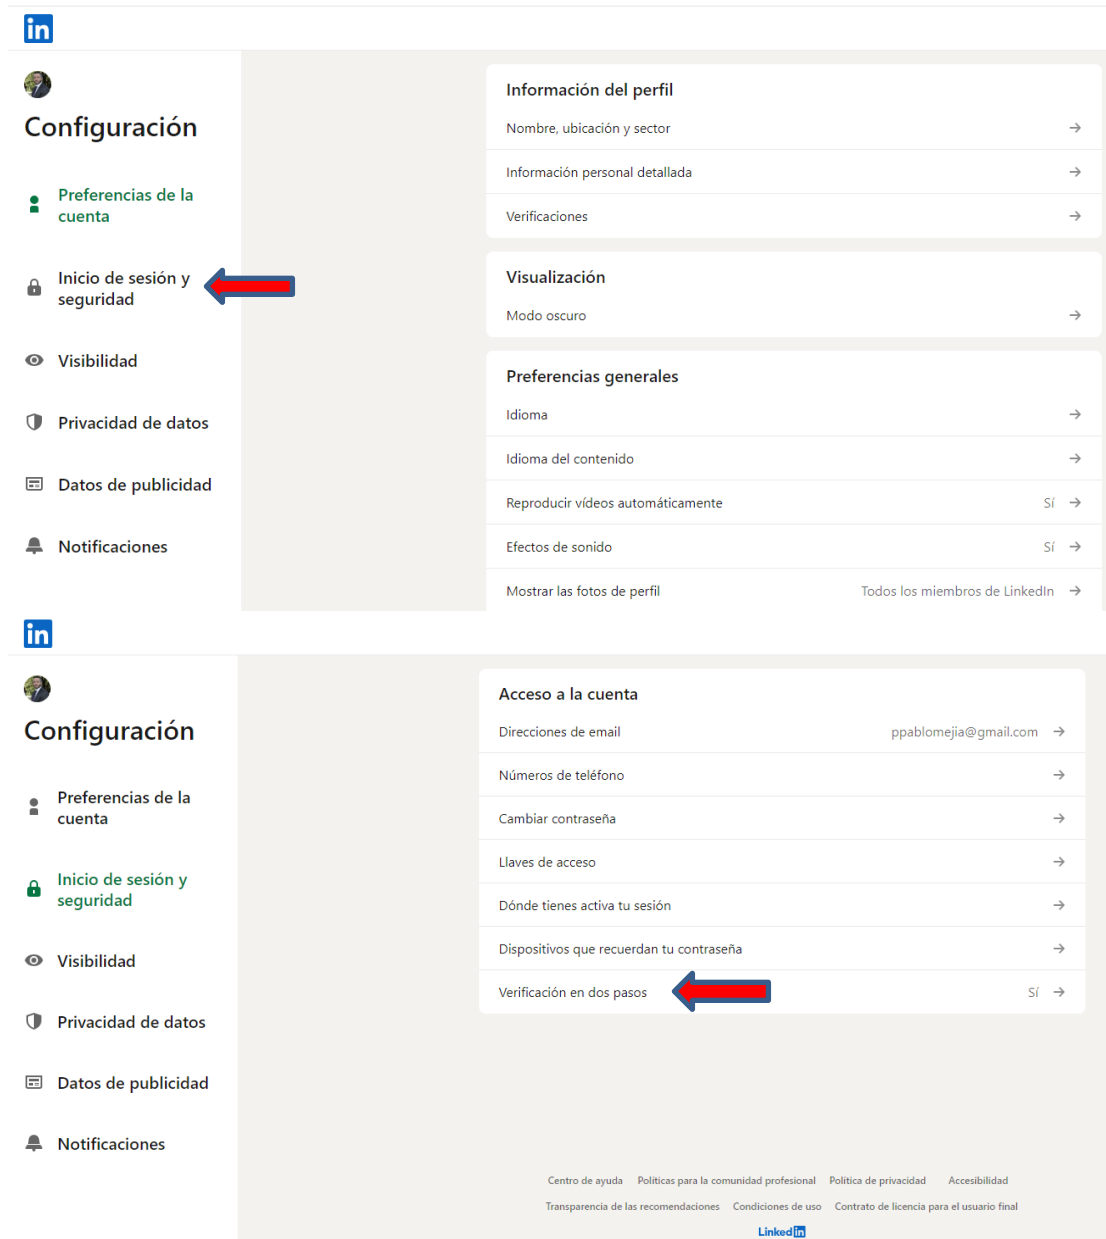 in
Configuración
Preferencias de la
cuenta
Inicio de sesión y
seguridad
Visibilidad
Privacidad de datos
Datos de publicidad
Notificaciones
Información del perfil
Nombre, ubicación y sector
Información personal detallada
Verificaciones
Visualización
Modo oscuro
Preferencias generales
Idioma
Idioma del contenido
Reproducir vídeos automáticamente Sí
Efectos de sonido Sí
Mostrar las fotos de perfil Todos los miembros de LinkedIn
in
Configuración
Preferencias de la
cuenta
Inicio de sesión y
seguridad
Visibilidad
Privacidad de datos
Datos de publicidad
Notificaciones
Acceso a la cuenta
Direcciones de email ppablomejia@gmail.com
Números de teléfono
Cambiar contraseña
Llaves de acceso
Dónde tienes activa tu sesión
Dispositivos que recuerdan tu contraseña
Verificación en dos pasos Sí
Centro de ayuda Políticas para la comunidad profesional Política de privacidad Accesibilidad
Transparencia de las recomendaciones Condiciones de uso Contrato de licencia para el usuario final
Linked in